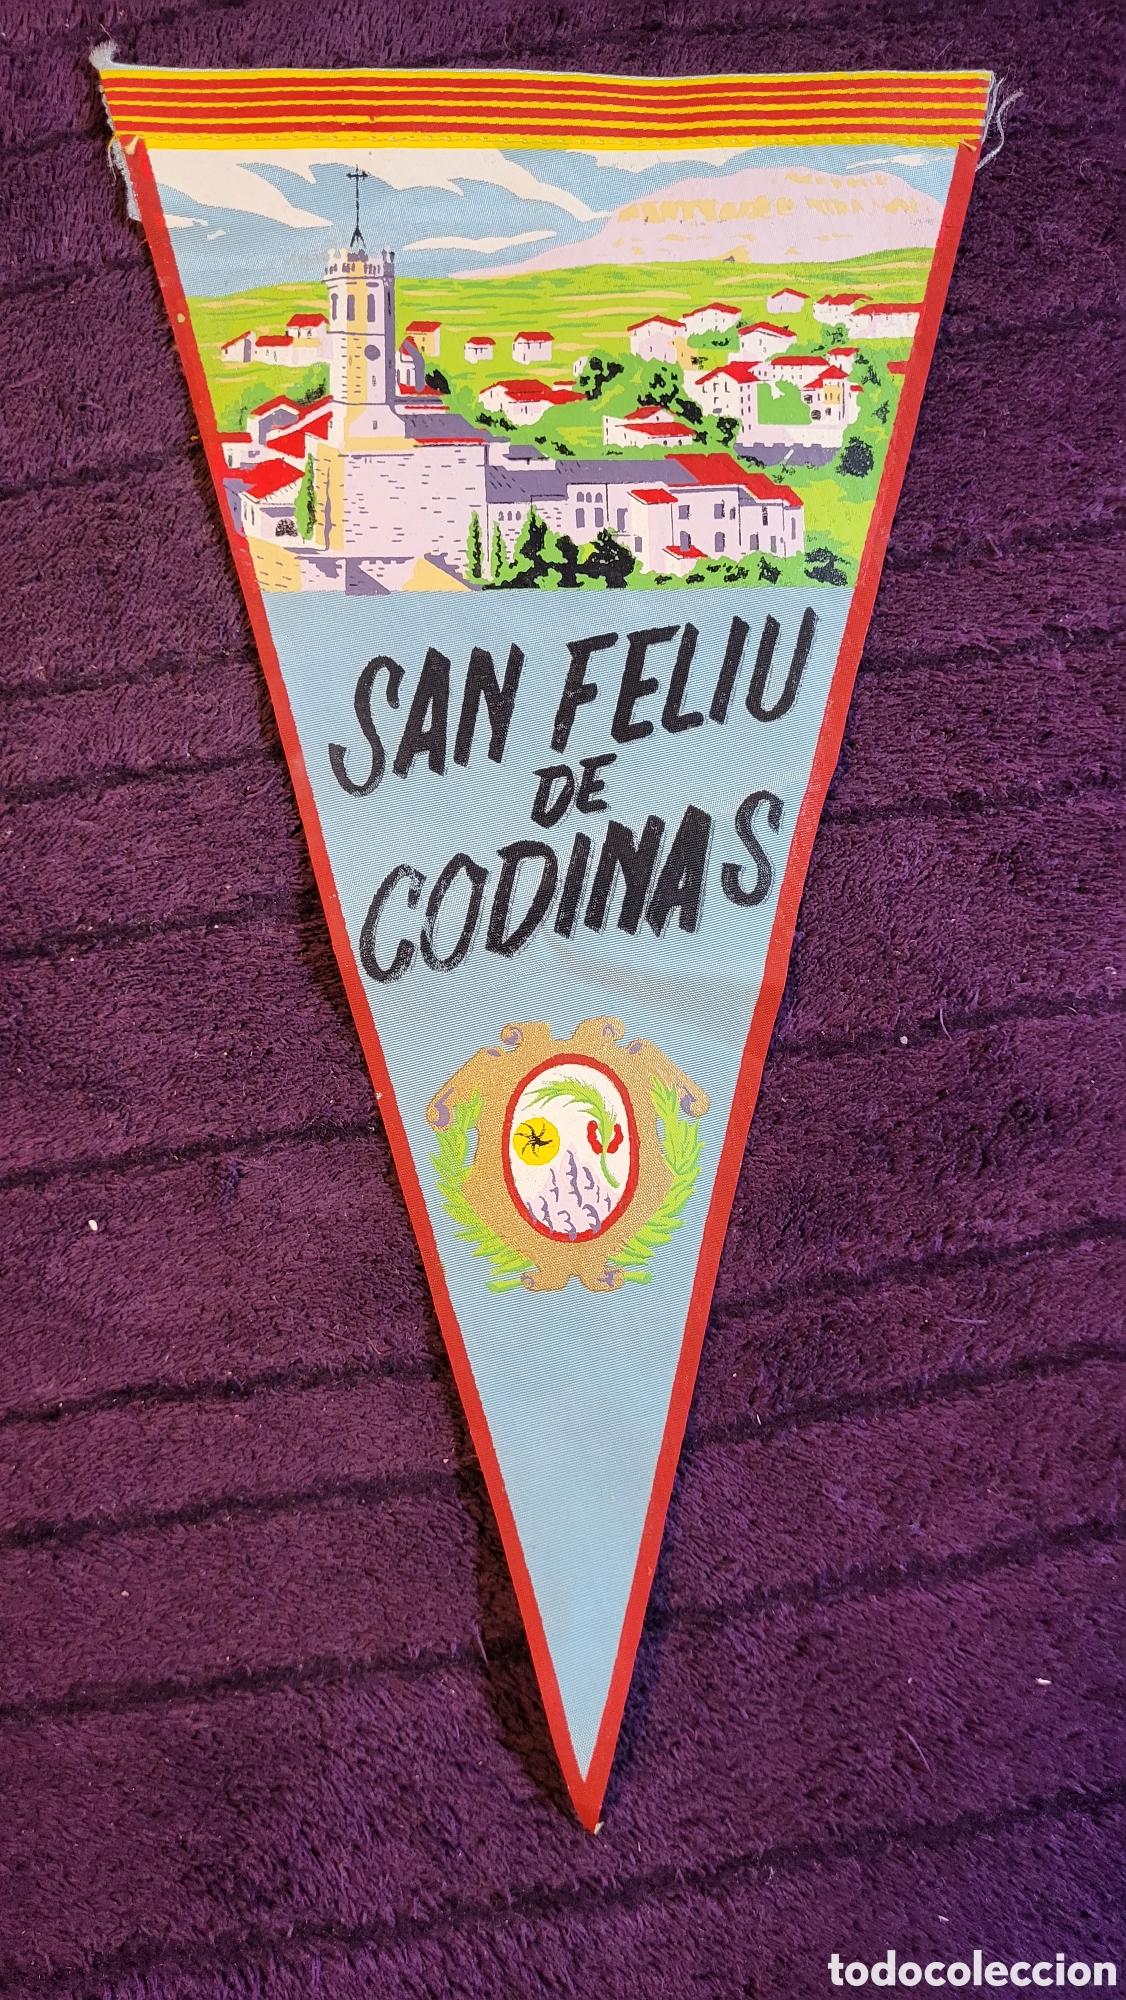 SAN FELIU
DE
CODINAS
todocoleccion